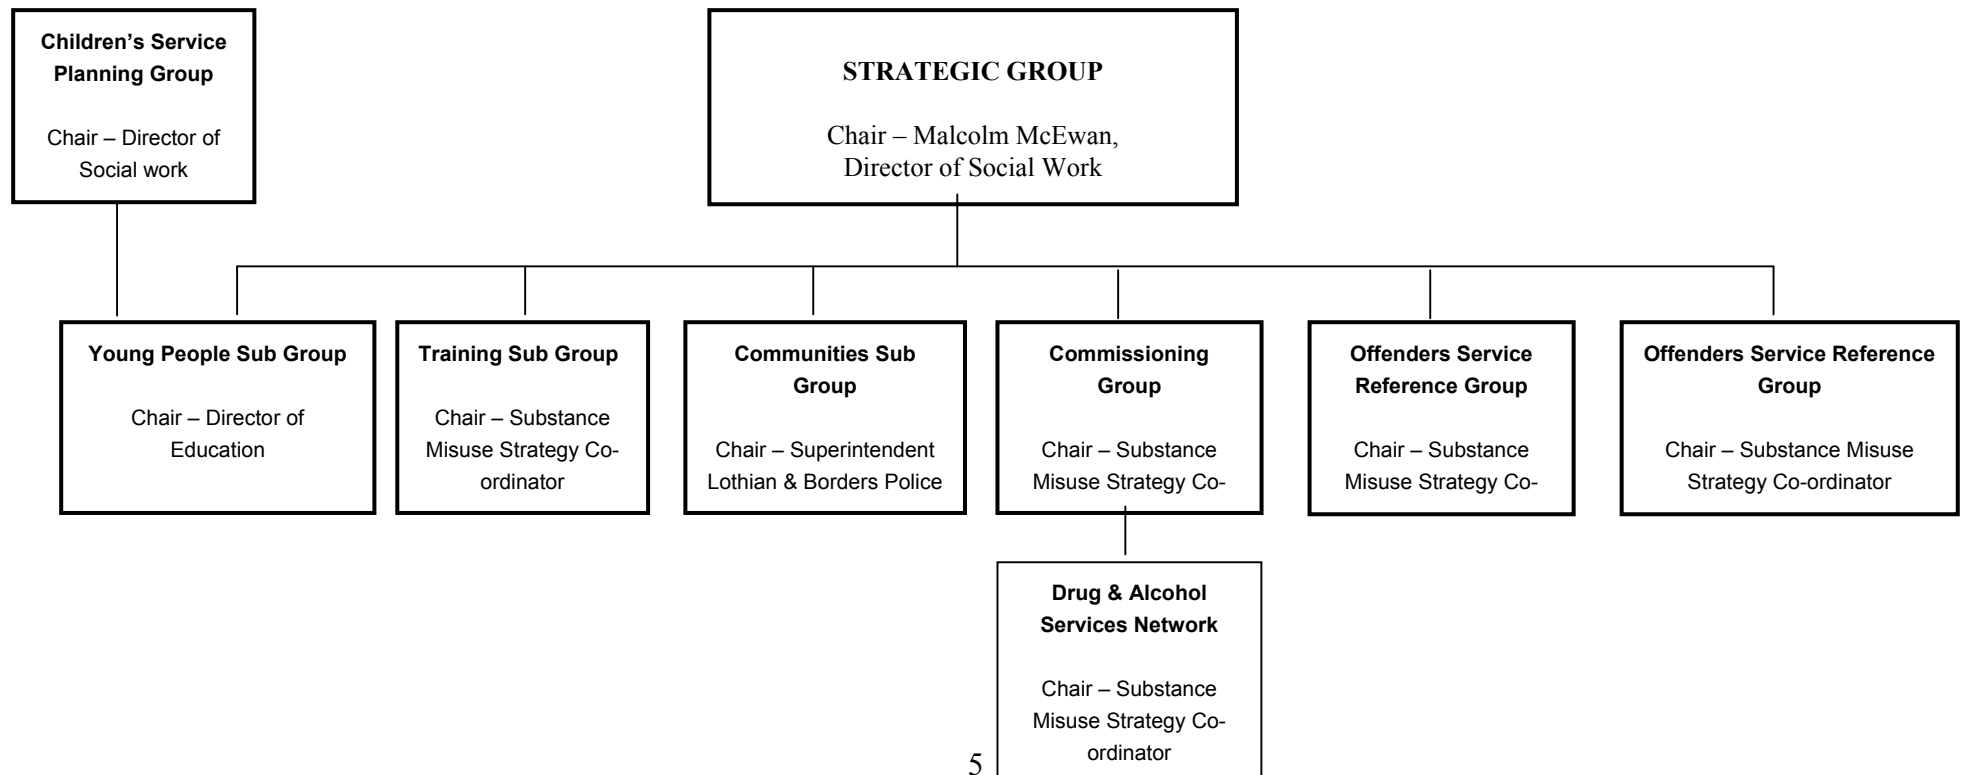 Children’s Service
Planning Group
Chair – Director of
Social work
STRATEGIC GROUP
Chair – Malcolm McEwan,
Director of Social Work
Young People Sub Group
Chair – Director of
Education
Training Sub Group
Chair – Substance
Misuse Strategy Co-
ordinator
Communities Sub
Group
Chair – Superintendent
Lothian & Borders Police
Commissioning
Group
Chair – Substance
Misuse Strategy Co-
Offenders Service
Reference Group
Chair – Substance
Misuse Strategy Co-
Offenders Service Reference
Group
Chair – Substance Misuse
Strategy Co-ordinator
Drug & Alcohol
Services Network
Chair – Substance
Misuse Strategy Co-
ordinator
5